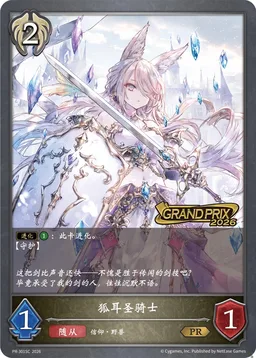 2
GRAND PRIX
2026
进化 1：此卡进化。
【守护】
这把剑比声音还快——不愧是胜于传闻的剑技吧？
毕竟承受了我的剑的人，往往沉默不语。
狐耳圣骑士
1
随从
信仰・野兽
PR
1
© Cygames, Inc. Published by NetEase Games